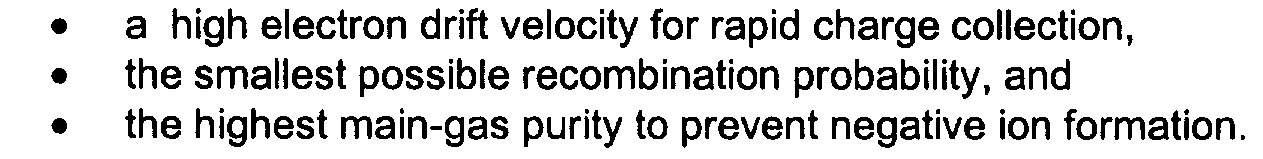 • a high electron drift velocity for rapid charge collection,
• the smallest possible recombination probability, and
• the highest main-gas purity to prevent negative ion formation.